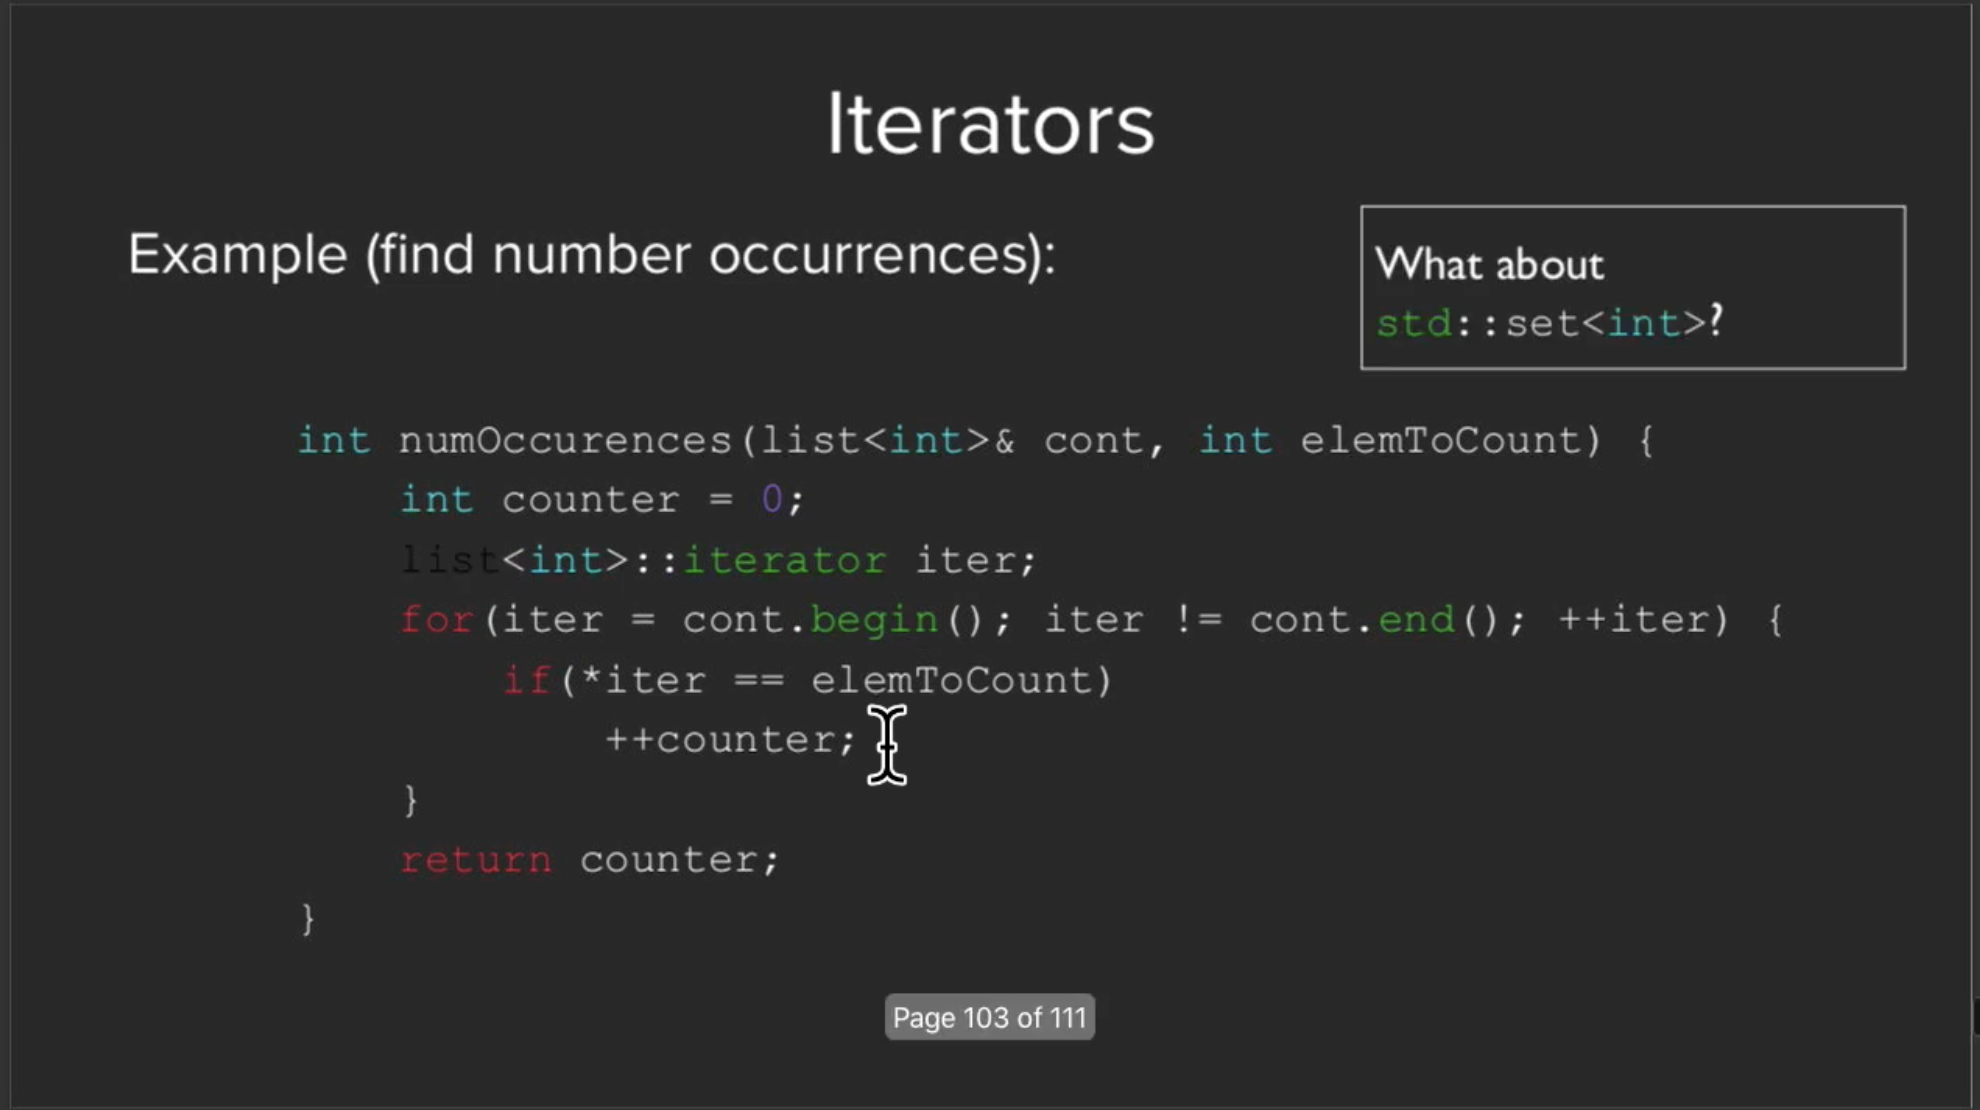 Iterators
Example (find number occurrences):
What about
std::set<int>?
int numOccurences(list<int>& cont, int elemToCount) {
int counter = 0;
list<int>::iterator iter;
for(iter = cont.begin(); iter != cont.end(); ++iter) {
if(*iter == elemToCount)
++counter;
}
return counter;
}
Page 103 of 111